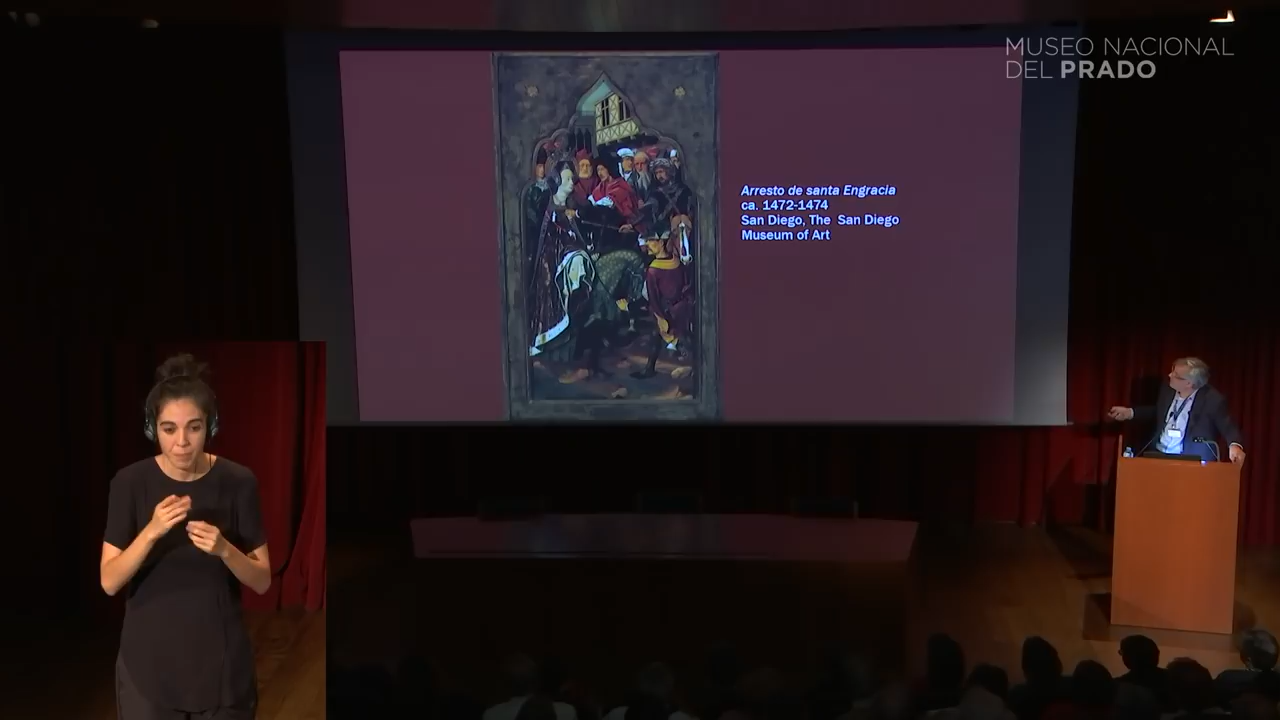 MUSEO NACIONAL
DEL PRADO
Arresto de santa Engracia
ca. 1472-1474
San Diego, The San Diego
Museum of Art